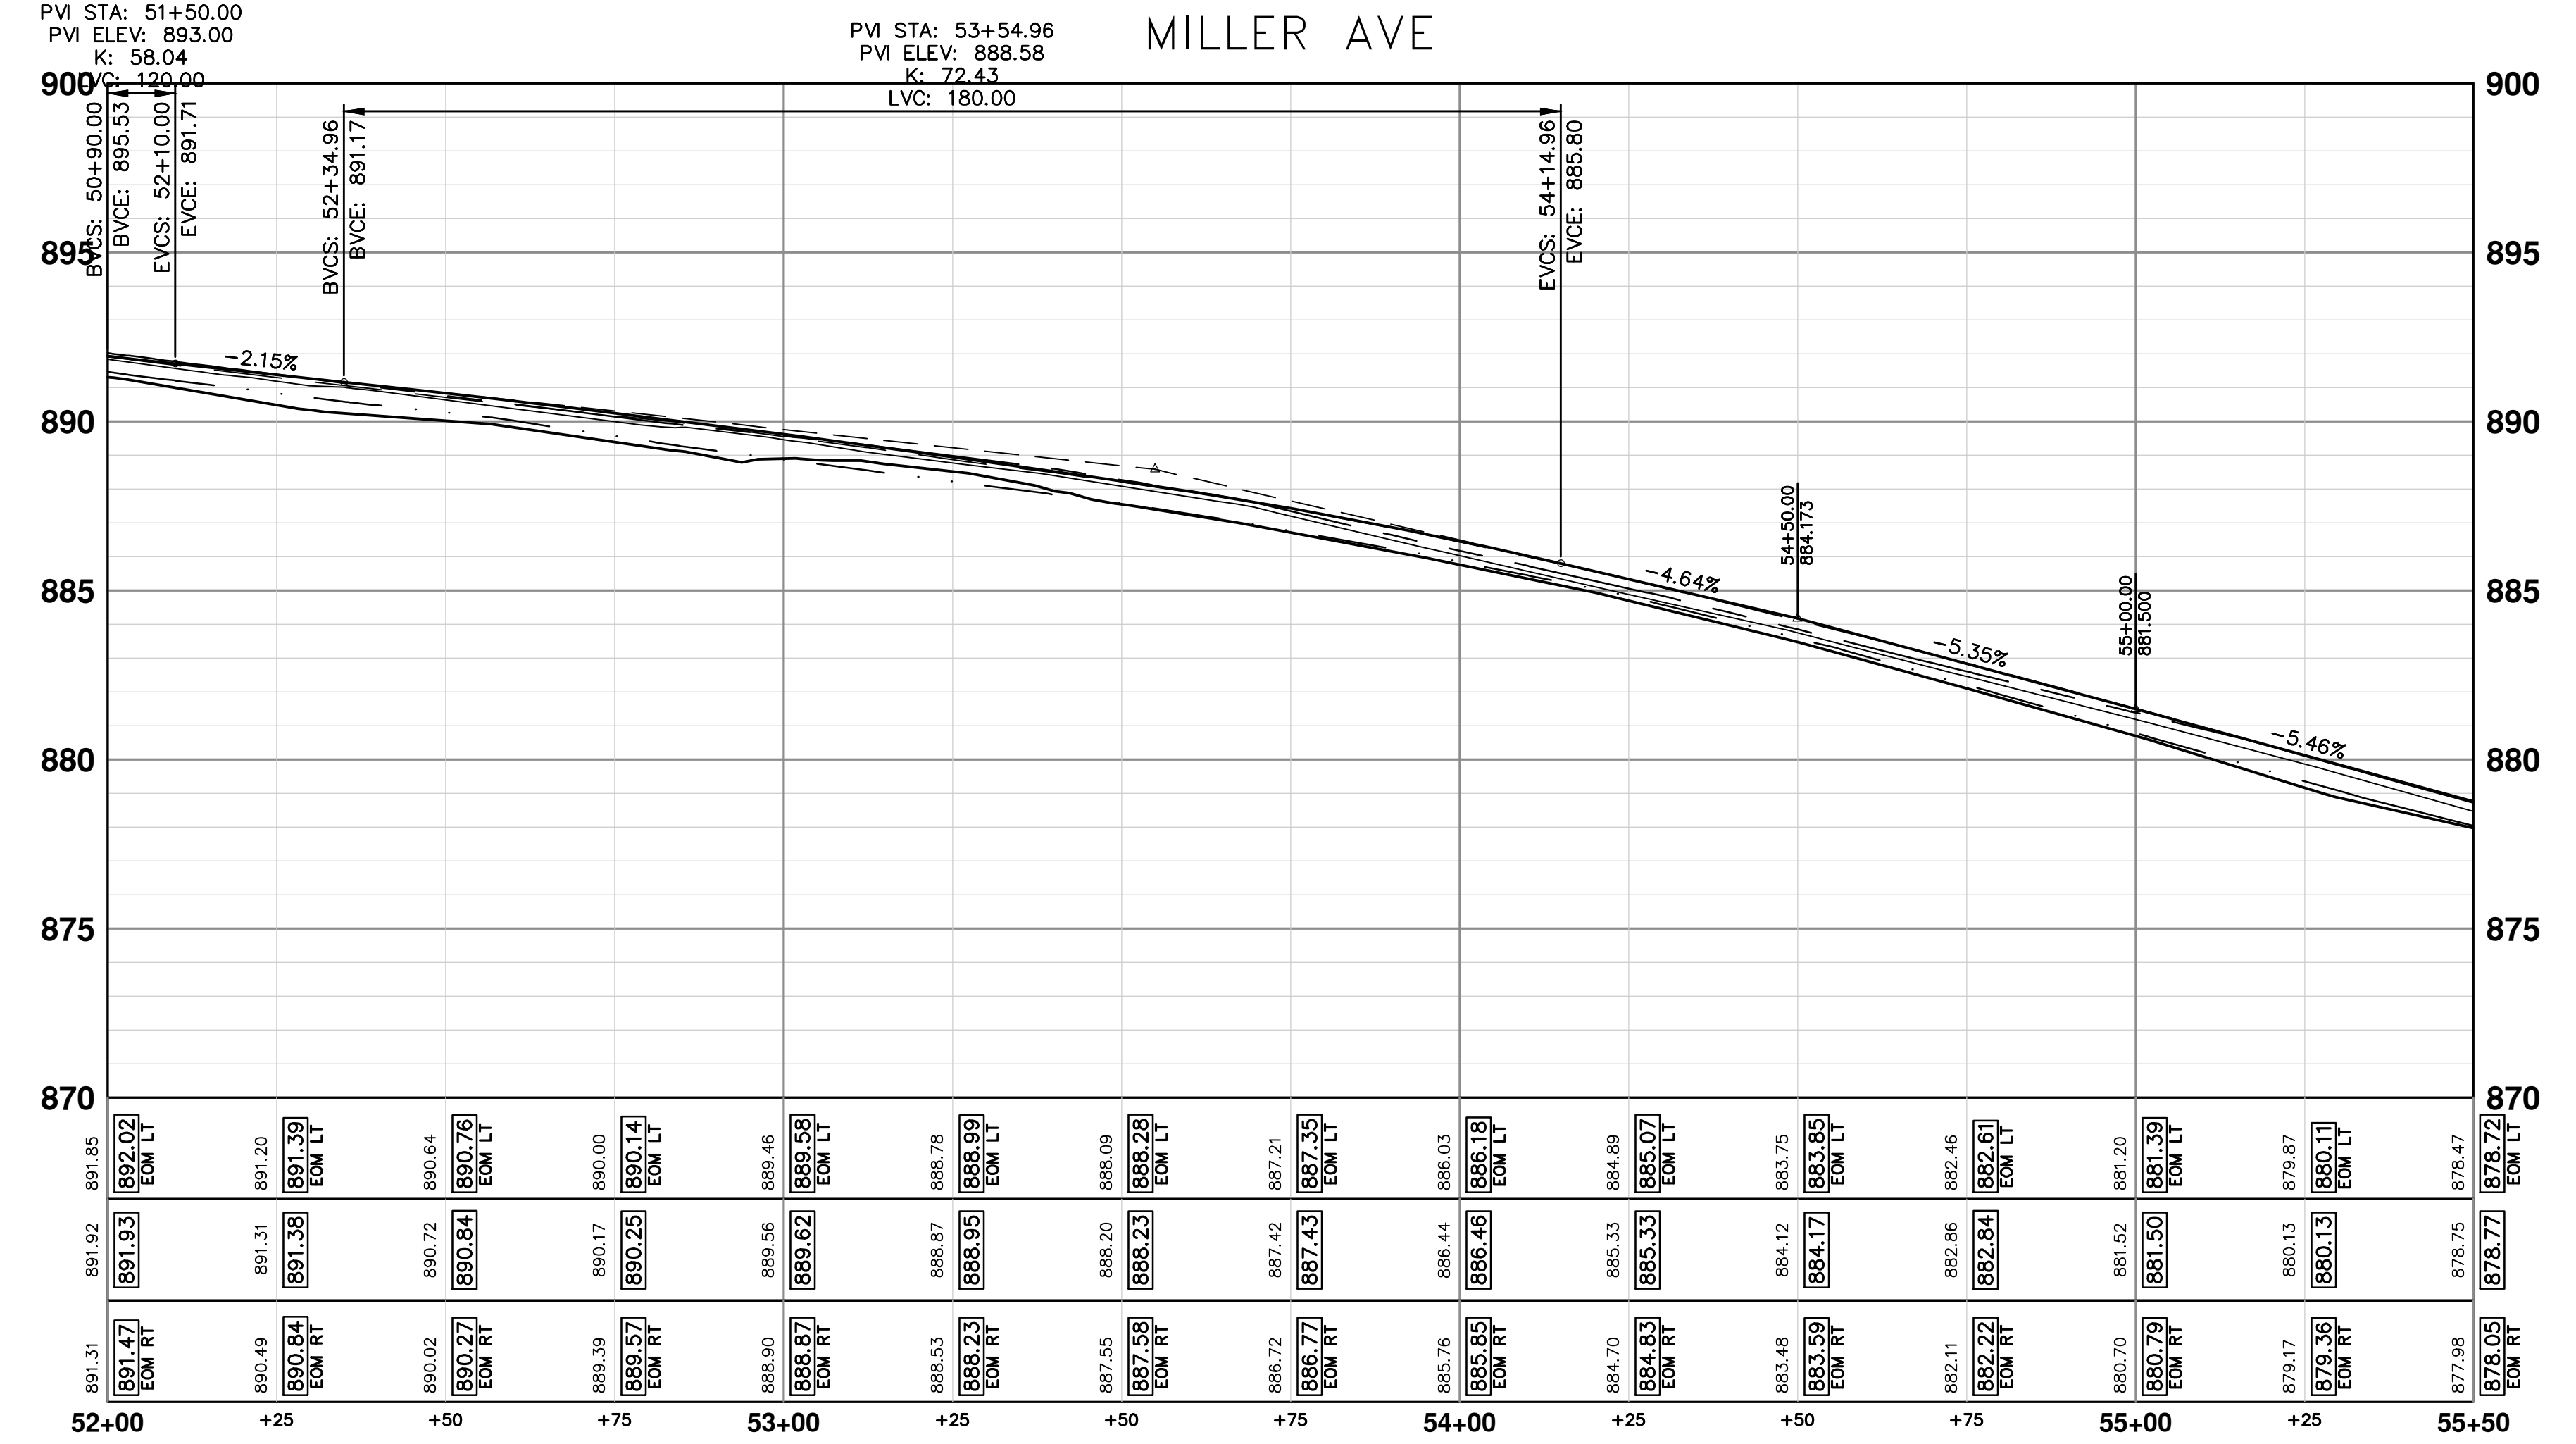 PVI STA: 51+50.00
PVI ELEV: 893.00
K: 58.04
LVC: 120.00
PVI STA: 53+54.96
PVI ELEV: 888.58
K: 72.43
LVC: 180.00
MILLER AVE
900
900
BVCS: 50+90.00
BVCE: 895.53
EVCS: 52+10.00
EVCE: 891.71
BVCS: 52+34.96
BVCE: 891.17
EVCS: 54+14.96
EVCE: 885.80
895
895
-2.15%
890
890
54+50.00
884.173
885
-4.64%
885
55+00.00
881.500
-5.35%
880
-5.46%
880
875
875
870
870
891.85 892.02 EOM LT 891.20 891.39 EOM LT 890.64 890.76 EOM LT 890.00 890.14 EOM LT 889.46 889.58 EOM LT 888.78 888.99 EOM LT 888.09 888.28 EOM LT 887.21 887.35 EOM LT 886.03 886.18 EOM LT 884.89 885.07 EOM LT 883.75 883.85 EOM LT 882.46 882.61 EOM LT 881.20 881.39 EOM LT 879.87 880.11 EOM LT 878.47 878.72 EOM LT
891.92 891.93 891.31 891.38 890.72 890.84 890.17 890.25 889.56 889.62 888.87 888.95 888.20 888.23 887.42 887.43 886.44 886.46 885.33 885.33 884.12 884.17 882.86 882.84 881.52 881.50 880.13 880.13 878.75 878.77
891.31 891.47 EOM RT 890.49 890.84 EOM RT 890.02 890.27 EOM RT 889.39 889.57 EOM RT 888.90 888.87 EOM RT 888.53 888.23 EOM RT 887.55 887.58 EOM RT 886.72 886.77 EOM RT 885.76 885.85 EOM RT 884.70 884.83 EOM RT 883.48 883.59 EOM RT 882.11 882.22 EOM RT 880.70 880.79 EOM RT 879.17 879.36 EOM RT 877.98 878.05 EOM RT
52+00 +25 +50 +75 53+00 +25 +50 +75 54+00 +25 +50 +75 55+00 +25 55+50